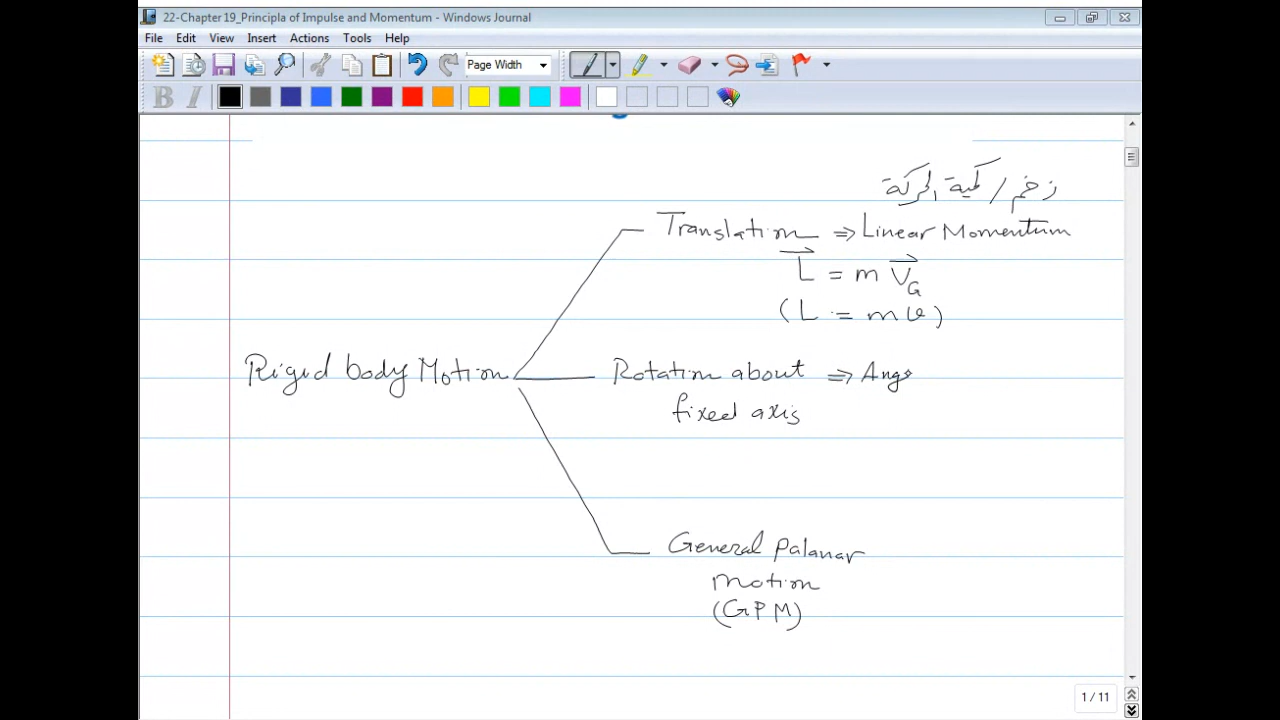 22-Chapter 19_Principla of Impulse and Momentum - Windows Journal
File Edit View Insert Actions Tools Help
Page Width
B I
زخم / كمية الحركة
Translation ⇒ Linear Momentum
L = m V_G
(L = m v)
Rigid body Motion
Rotation about ⇒ Ang
fixed axis
General Palanar
Motion
(GPM)
1 / 11